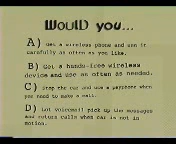 Would you...
A) Get a wireless phone and use it
carefully as often as you like.
B) Get a hands-free wireless
device and use as often as needed.
C) Stop the car and use a payphone when
you need to make a call.
D) Let voicemail pick up the messages
and return calls when car is not in
motion.